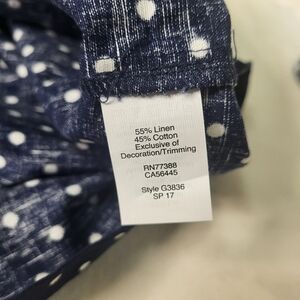 55% Linen
45% Cotton
Exclusive of
Decoration/Trimming
RN77388
CA56445
Style G3836
SP 17